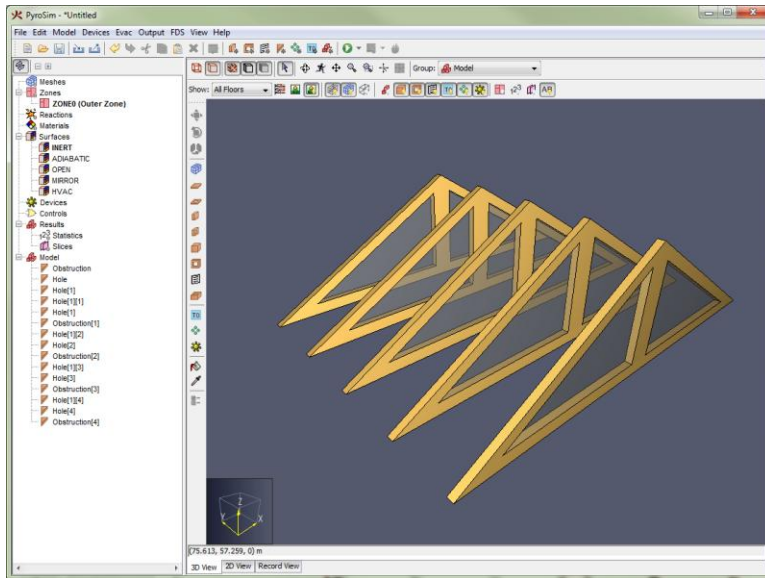 PyroSim - *Untitled
File Edit Model Devices Evac Output FDS View Help
Group: Model
Show: All Floors
Meshes
Zones
ZONE0 (Outer Zone)
Reactions
Materials
Surfaces
INERT
ADIABATIC
OPEN
MIRROR
HVAC
Devices
Controls
Results
Statistics
Slices
Model
Obstruction
Hole
Hole[1]
Hole[1][1]
Hole[1]
Obstruction[1]
Hole[1][2]
Hole[2]
Obstruction[2]
Hole[1][3]
Hole[3]
Obstruction[3]
Hole[1][4]
Hole[4]
Obstruction[4]
Z
Y
X
(75.613, 57.259, 0) m
3D View 2D View Record View